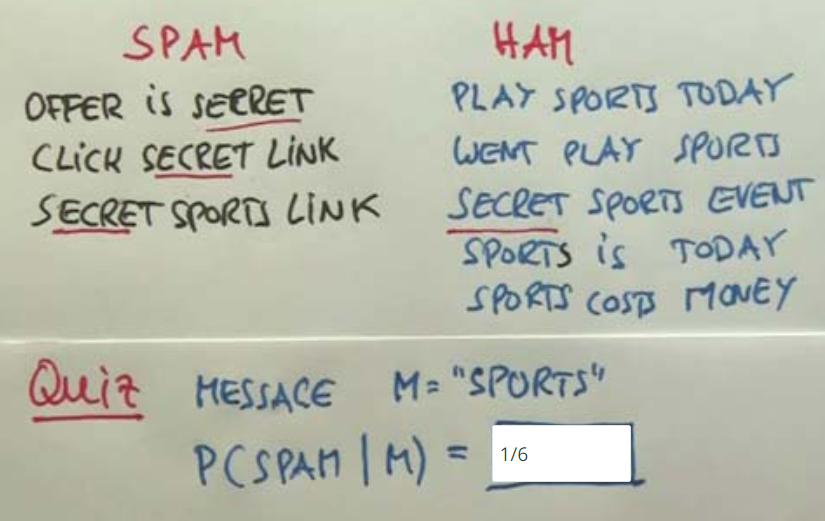 SPAM
OFFER is SECRET
CLICK SECRET LINK
SECRET SPORTS LINK
HAM
PLAY SPORTS TODAY
WENT PLAY SPORTS
SECRET SPORTS EVENT
SPORTS is TODAY
SPORTS COSTS MONEY
Quiz MESSAGE M= "SPORTS"
P(SPAM | M) = 1/6